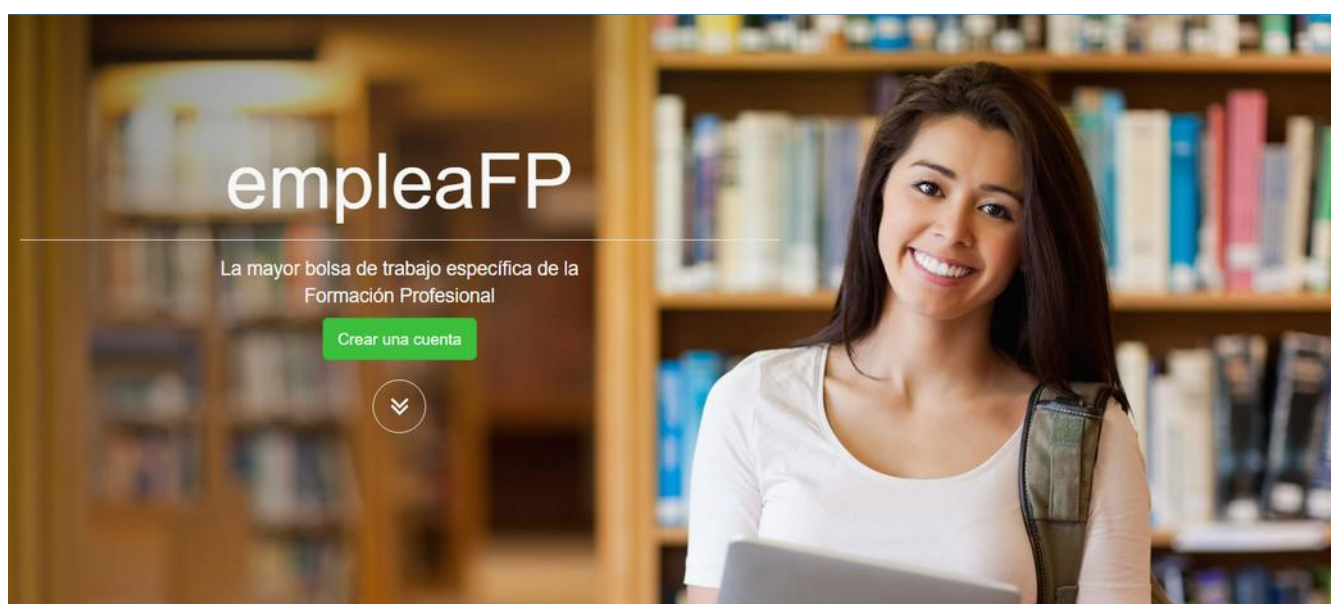 empleaFP
La mayor bolsa de trabajo específica de la
Formación Profesional
Crear una cuenta